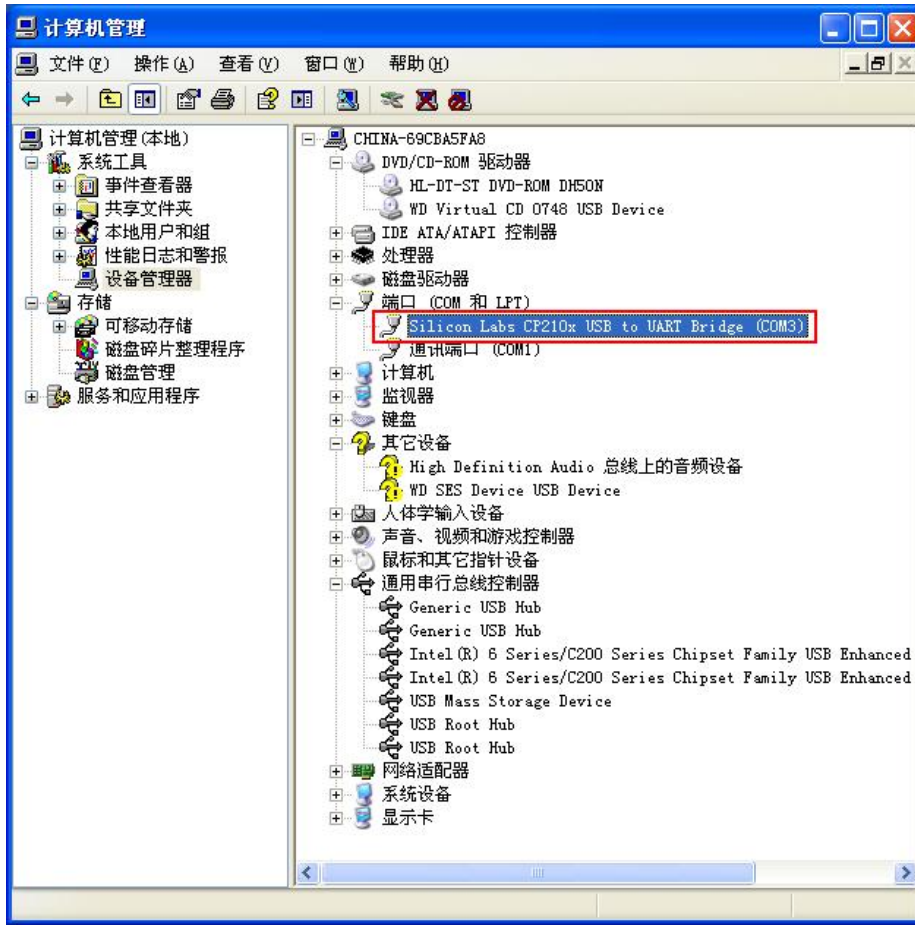 计算机管理
文件(F) 操作(A) 查看(V) 窗口(W) 帮助(H)
计算机管理(本地)
系统工具
事件查看器
共享文件夹
本地用户和组
性能日志和警报
设备管理器
存储
可移动存储
磁盘碎片整理程序
磁盘管理
服务和应用程序
CHINA-69CBA5FA8
DVD/CD-ROM 驱动器
HL-DT-ST DVD-ROM DH50N
WD Virtual CD 0748 USB Device
IDE ATA/ATAPI 控制器
处理器
磁盘驱动器
端口 (COM 和 LPT)
Silicon Labs CP210x USB to UART Bridge (COM3)
通讯端口 (COM1)
计算机
监视器
键盘
其它设备
High Definition Audio 总线上的音频设备
WD SES Device USB Device
人体学输入设备
声音、视频和游戏控制器
鼠标和其它指针设备
通用串行总线控制器
Generic USB Hub
Generic USB Hub
Intel(R) 6 Series/C200 Series Chipset Family USB Enhanced
Intel(R) 6 Series/C200 Series Chipset Family USB Enhanced
USB Mass Storage Device
USB Root Hub
USB Root Hub
网络适配器
系统设备
显示卡